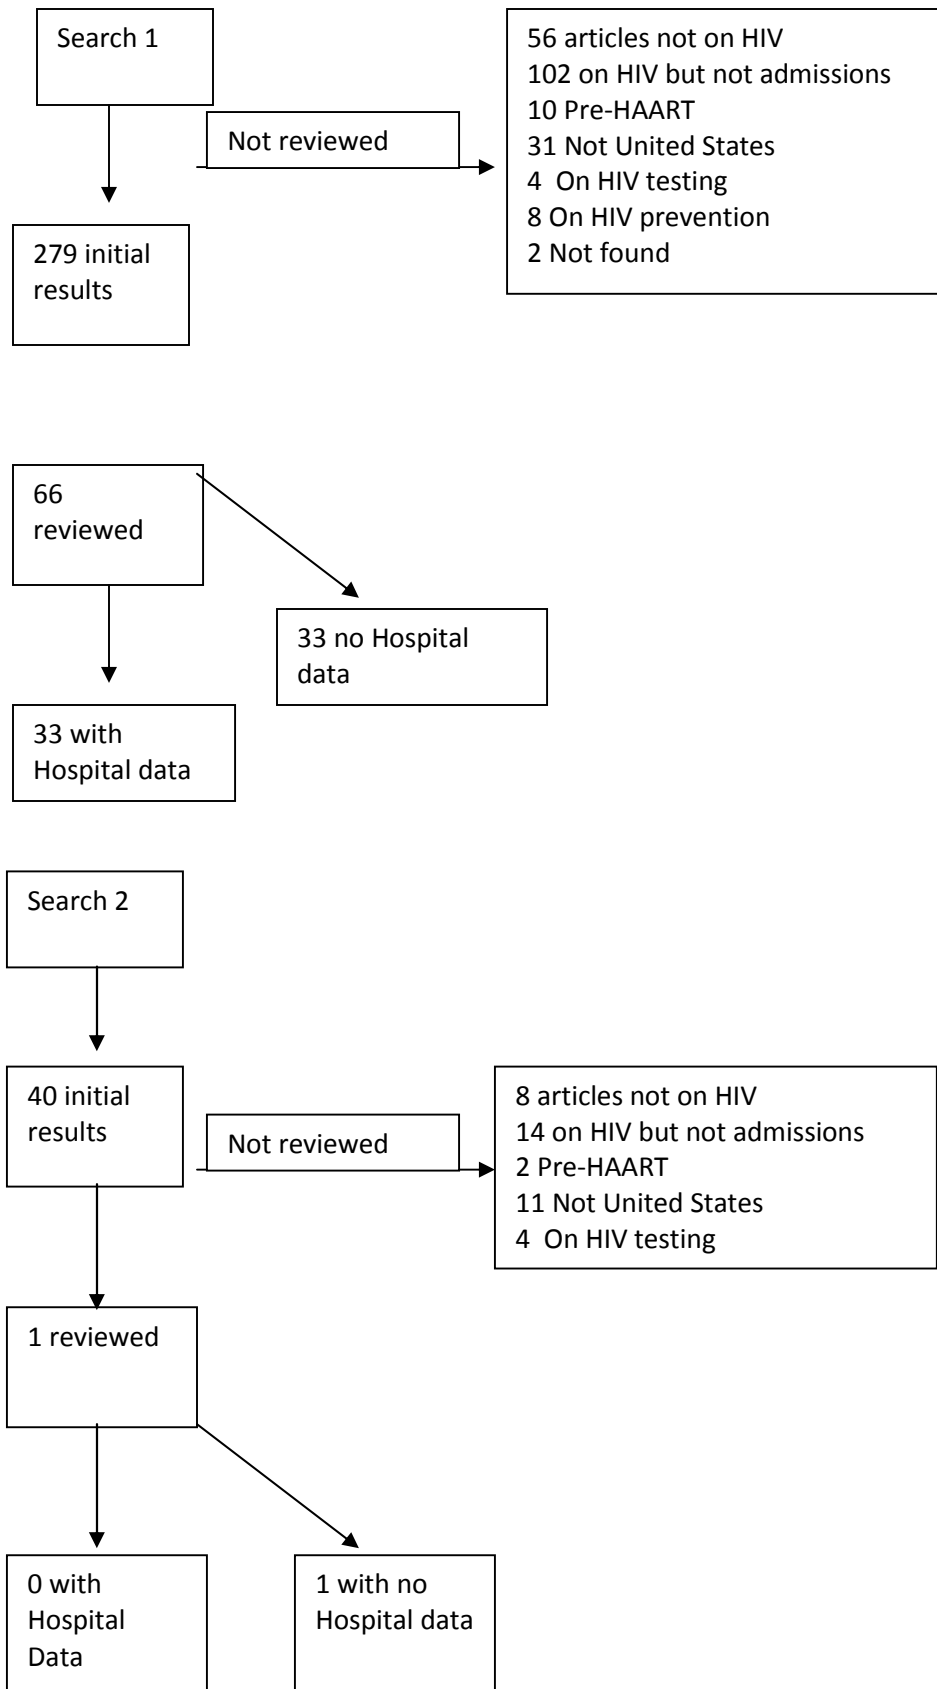 Search 1
56 articles not on HIV
102 on HIV but not admissions
10 Pre-HAART
31 Not United States
4  On HIV testing
8 On HIV prevention
2 Not found
Not reviewed
279 initial
results
66
reviewed
33 no Hospital
data
33 with
Hospital data
Search 2
40 initial
results
Not reviewed
8 articles not on HIV
14 on HIV but not admissions
2 Pre-HAART
11 Not United States
4  On HIV testing
1 reviewed
0 with
Hospital
Data
1 with no
Hospital data